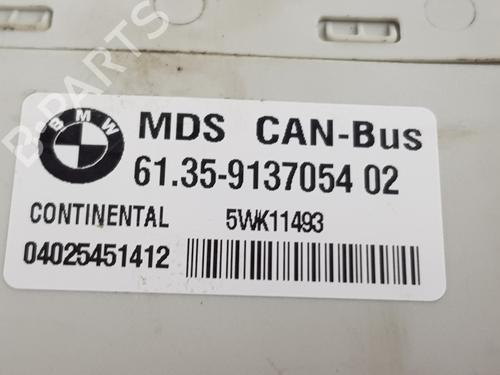 BMW
MDS CAN-Bus
61.35-9137054 02
CONTINENTAL 5WK11493
04025451412
B-PARTS